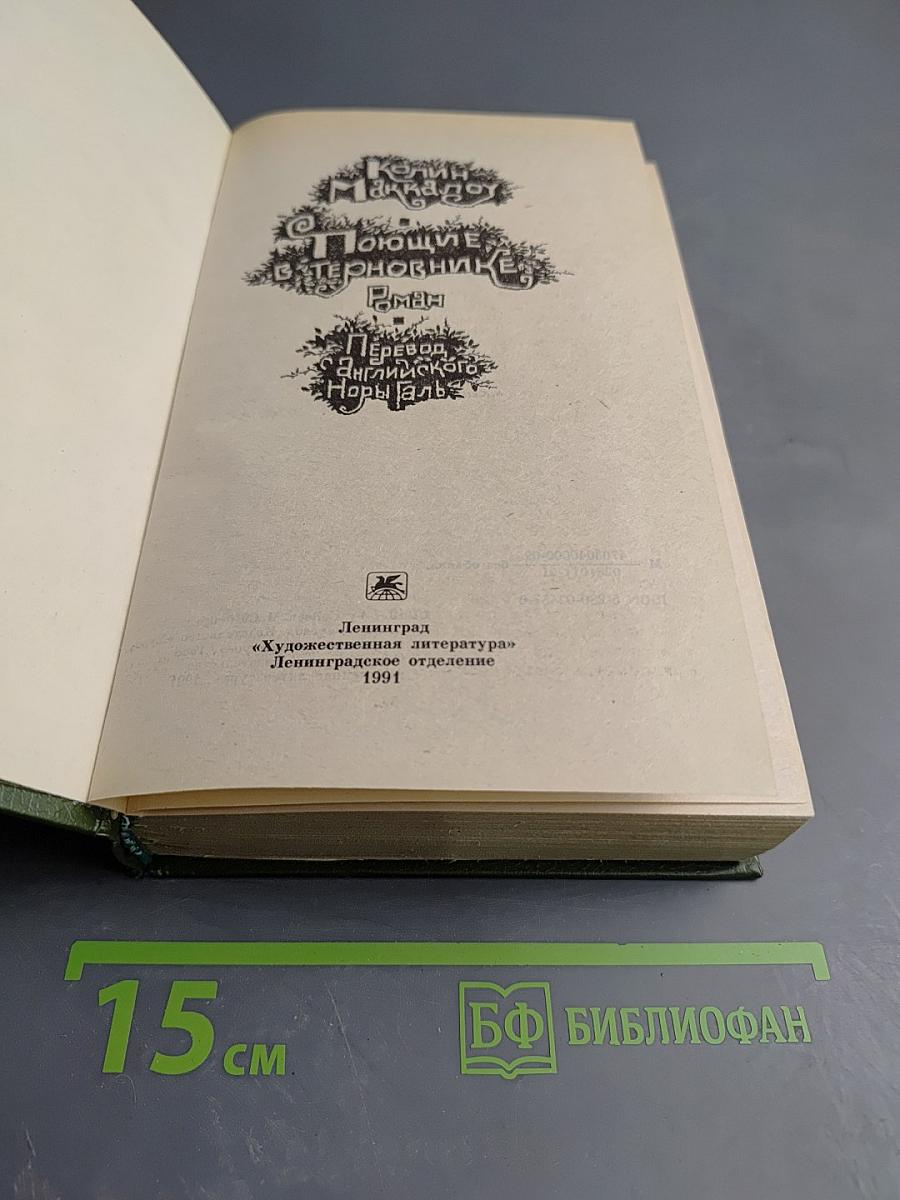 Колин
Маккалоу
Поющие
в терновнике
Роман
Перевод
с английского
Норы Галь
Ленинград
«Художественная литература»
Ленинградское отделение
1991
15 см
БФ БИБЛИОФАН